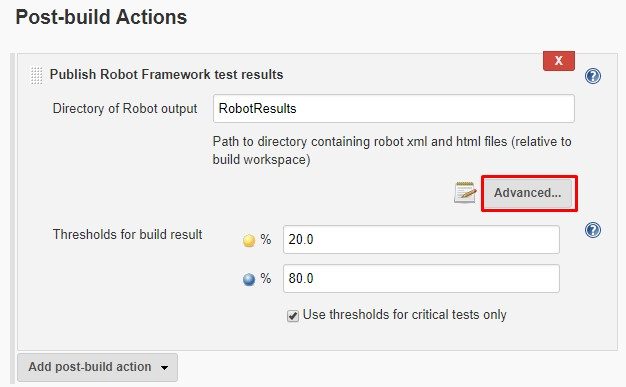 Post-build Actions
X
Publish Robot Framework test results
?
Directory of Robot output RobotResults
Path to directory containing robot xml and html files (relative to
build workspace)
Advanced...
Thresholds for build result % 20.0
?
% 80.0
Use thresholds for critical tests only
Add post-build action